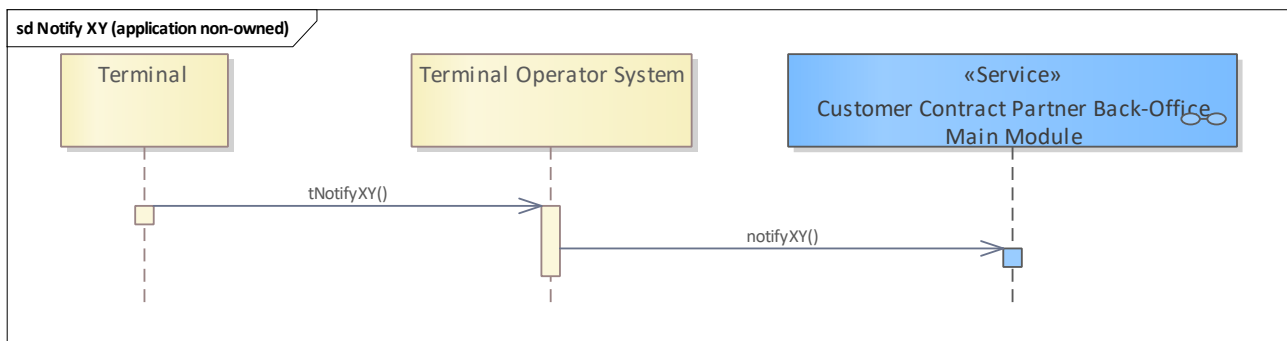 sd Notify XY (application non-owned)
Terminal
Terminal Operator System
«Service»
Customer Contract Partner Back-Office
Main Module
tNotifyXY()
notifyXY()